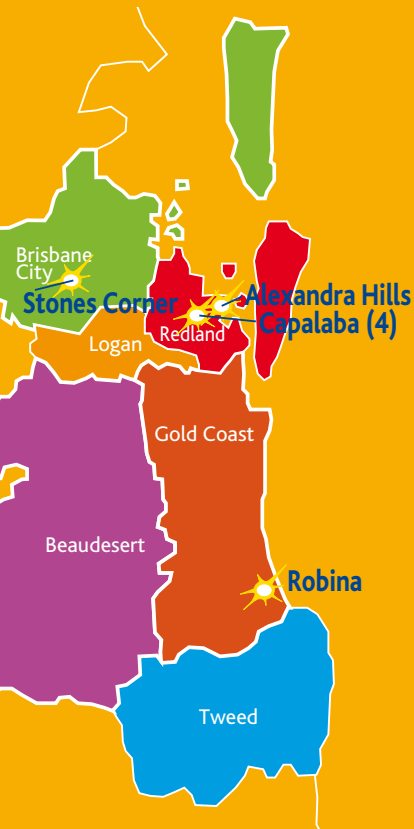 Brisbane
City
Stones Corner
Alexandra Hills
Capalaba (4)
Redland
Logan
Gold Coast
Beaudesert
Robina
Tweed